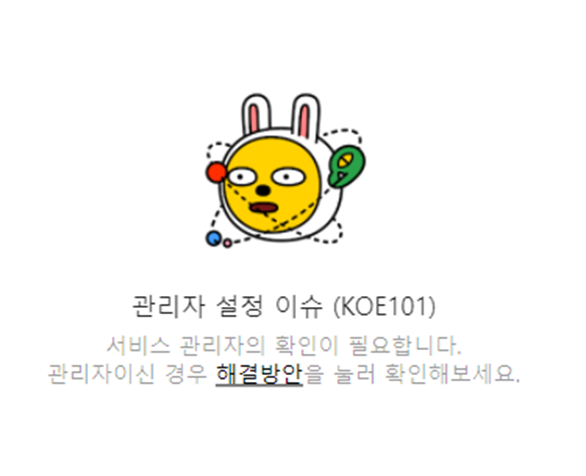 관리자 설정 이슈 (KOE101)
서비스 관리자의 확인이 필요합니다.
관리자이신 경우 해결방안을 눌러 확인해보세요.